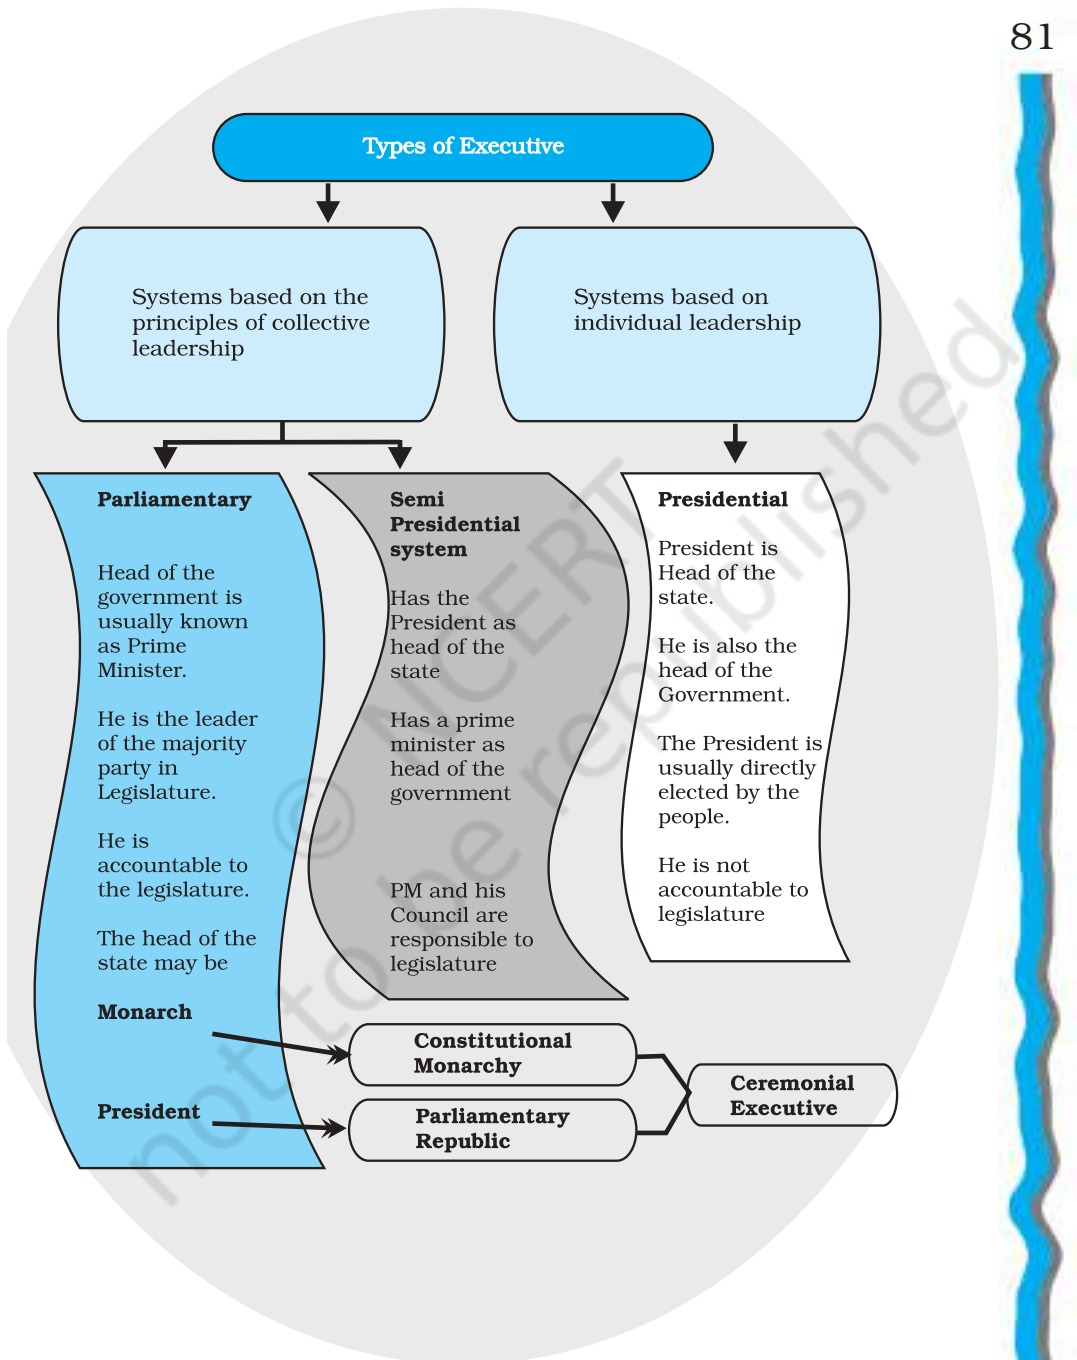 81
Types of Executive
Systems based on the
principles of collective
leadership
Systems based on
individual leadership
Parliamentary
Head of the
government is
usually known
as Prime
Minister.
He is the leader
of the majority
party in
Legislature.
He is
accountable to
the legislature.
The head of the
state may be
Monarch
President
Semi
Presidential
system
Has the
President as
head of the
state
Has a prime
minister as
head of the
government
PM and his
Council are
responsible to
legislature
Presidential
President is
Head of the
state.
He is also the
head of the
Government.
The President is
usually directly
elected by the
people.
He is not
accountable to
legislature
Constitutional
Monarchy
Parliamentary
Republic
Ceremonial
Executive
© NCERT
not to be republished